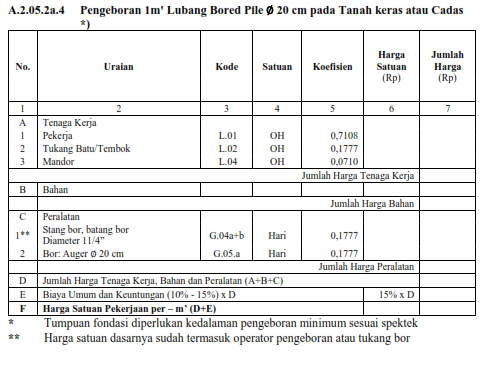 A.2.05.2a.4 Pengeboran 1m' Lubang Bored Pile Ø 20 cm pada Tanah keras atau Cadas
*)
No. Uraian Kode Satuan Koefisien Harga Satuan (Rp) Jumlah Harga (Rp)
1 2 3 4 5 6 7
A Tenaga Kerja
1 Pekerja L.01 OH 0,7108
2 Tukang Batu/Tembok L.02 OH 0,1777
3 Mandor L.04 OH 0,0710
Jumlah Harga Tenaga Kerja
B Bahan
Jumlah Harga Bahan
C Peralatan
1** Stang bor, batang bor Diameter 11/4” G.04a+b Hari 0,1777
2 Bor: Auger Ø 20 cm G.05.a Hari 0,1777
Jumlah Harga Peralatan
D Jumlah Harga Tenaga Kerja, Bahan dan Peralatan (A+B+C)
E Biaya Umum dan Keuntungan (10% - 15%) x D 15% x D
F Harga Satuan Pekerjaan per – m’ (D+E)
* Tumpuan fondasi diperlukan kedalaman pengeboran minimum sesuai spektek
** Harga satuan dasarnya sudah termasuk operator pengeboran atau tukang bor